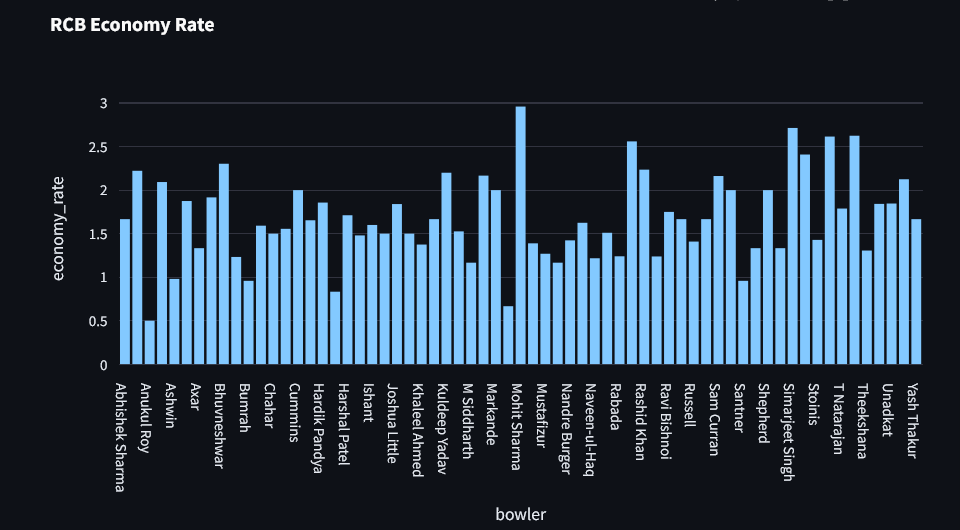 RCB Economy Rate
3
2.5
2
1.5
1
0.5
0
economy_rate
Abhishek Sharma
Anukul Roy
Ashwin
Axar
Bhuvneshwar
Bumrah
Chahar
Cummins
Hardik Pandya
Harshal Patel
Ishant
Joshua Little
Khaleel Ahmed
Kuldeep Yadav
M Siddharth
Markande
Mohit Sharma
Mustafizur
Nandre Burger
Naveen-ul-Haq
Rabada
Rashid Khan
Ravi Bishnoi
Russell
Sam Curran
Santner
Shepherd
Simarjeet Singh
Stoinis
T Natarajan
Theekshana
Unadkat
Yash Thakur
bowler